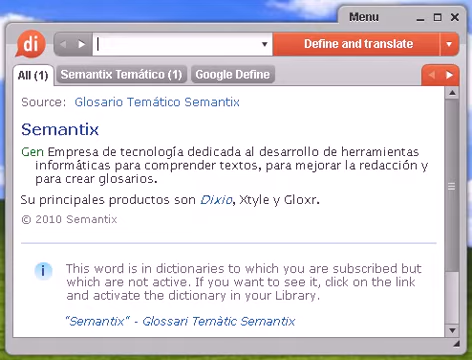 Menu
di
Define and translate
All (1)
Semantix Temático (1)
Google Define
Source: Glosario Temático Semantix
Semantix
Gen Empresa de tecnología dedicada al desarrollo de herramientas
informáticas para comprender textos, para mejorar la redacción y
para crear glosarios.
Su principales producto son Dixio, Xtyle y Gloxr.
© 2010 Semantix
i
This word is in dictionaries to which you are subscribed but
which are not active. If you want to see it, click on the link
and activate the dictionary in your Library.
"Semantix" - Glossari Temàtic Semantix